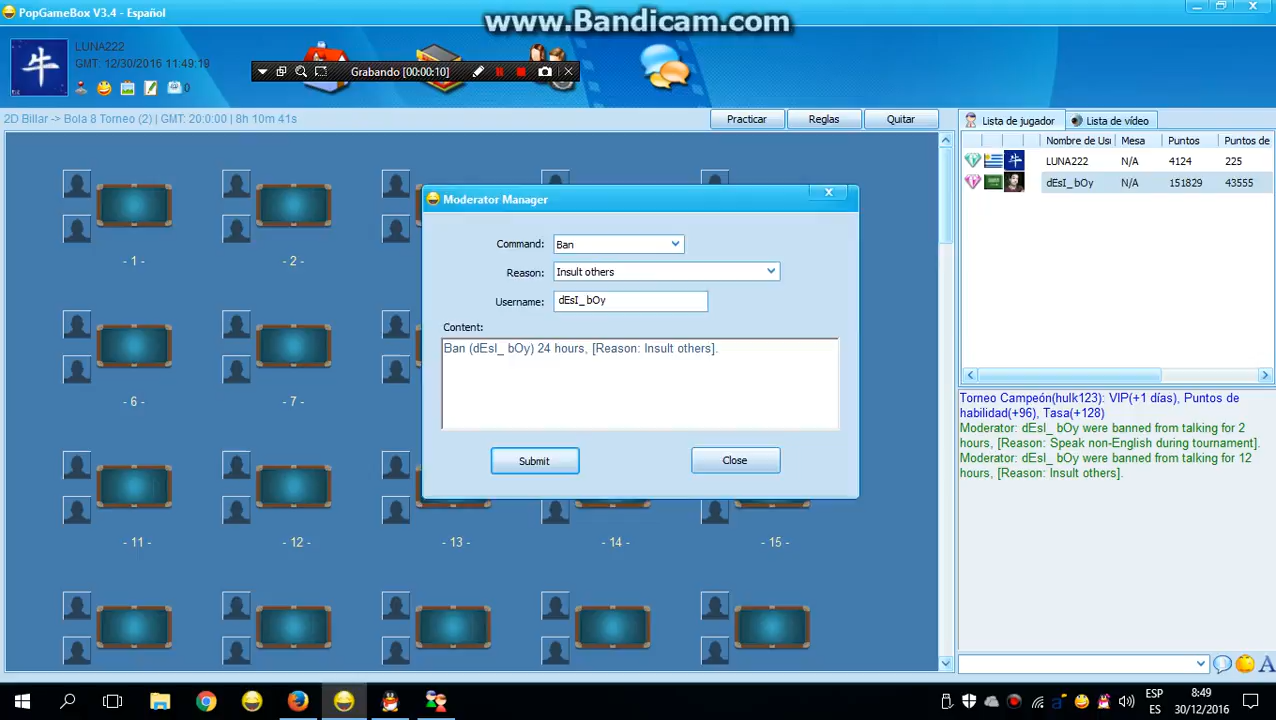 PopGameBox V3.4 - Español
www.Bandicam.com
LUNA222
GMT: 12/30/2016 11:49:19
0
Grabando [00:00:10]
2D Billar -> Bola 8 Torneo (2) | GMT: 20:0:00 | 8h 10m 41s
Practicar
Reglas
Quitar
Lista de jugador
Lista de vídeo
Nombre de Usu
Mesa
Puntos
Puntos de
LUNA222
N/A
4124
225
dEsI_ bOy
N/A
151829
43555
Moderator Manager
Command:
Ban
Reason:
Insult others
Username:
dEsI_ bOy
Content:
Ban (dEsI_ bOy) 24 hours, [Reason: Insult others].
Submit
Close
- 1 -
- 2 -
- 6 -
- 7 -
- 11 -
- 12 -
- 13 -
- 14 -
- 15 -
Torneo Campeón(hulk123): VIP(+1 días), Puntos de
habilidad(+96), Tasa(+128)
Moderator: dEsI_ bOy were banned from talking for 2
hours, [Reason: Speak non-English during tournament].
Moderator: dEsI_ bOy were banned from talking for 12
hours, [Reason: Insult others].
A
ESP
ES
8:49
30/12/2016